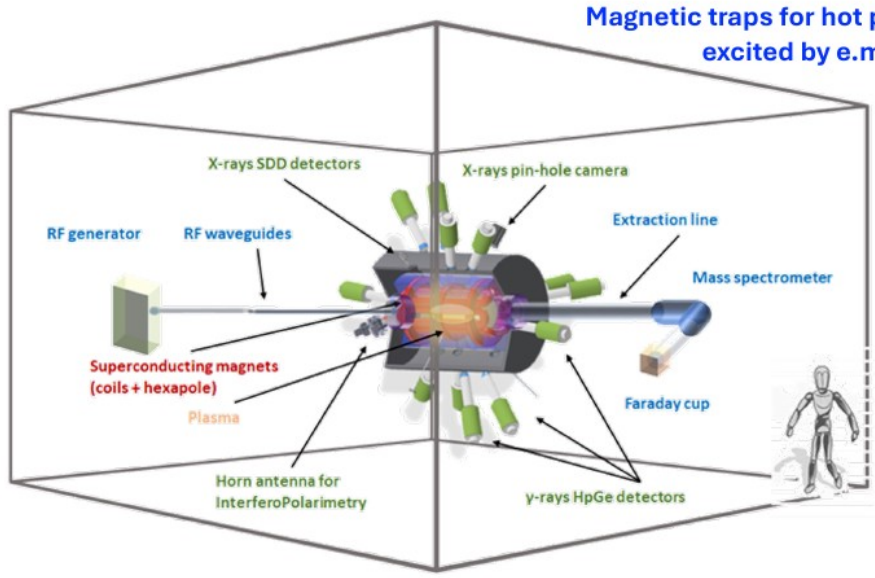 Magnetic traps for hot p
excited by e.m
X-rays SDD detectors
X-rays pin-hole camera
RF generator
RF waveguides
Extraction line
Mass spectrometer
Superconducting magnets
(coils + hexapole)
Plasma
Faraday cup
Horn antenna for
InterferoPolarimetry
γ-rays HpGe detectors